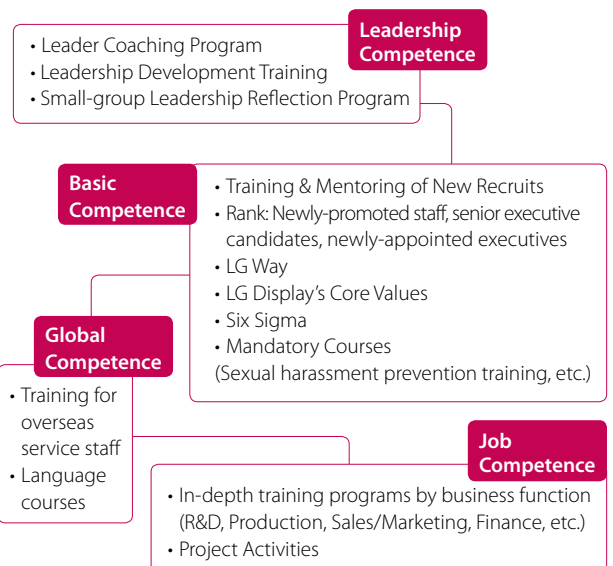 Leadership
Competence
• Leader Coaching Program
• Leadership Development Training
• Small-group Leadership Reflection Program
Basic
Competence
• Training & Mentoring of New Recruits
• Rank: Newly-promoted staff, senior executive
candidates, newly-appointed executives
• LG Way
• LG Display’s Core Values
• Six Sigma
• Mandatory Courses
(Sexual harassment prevention training, etc.)
Global
Competence
• Training for
overseas
service staff
• Language
courses
Job
Competence
• In-depth training programs by business function
(R&D, Production, Sales/Marketing, Finance, etc.)
• Project Activities